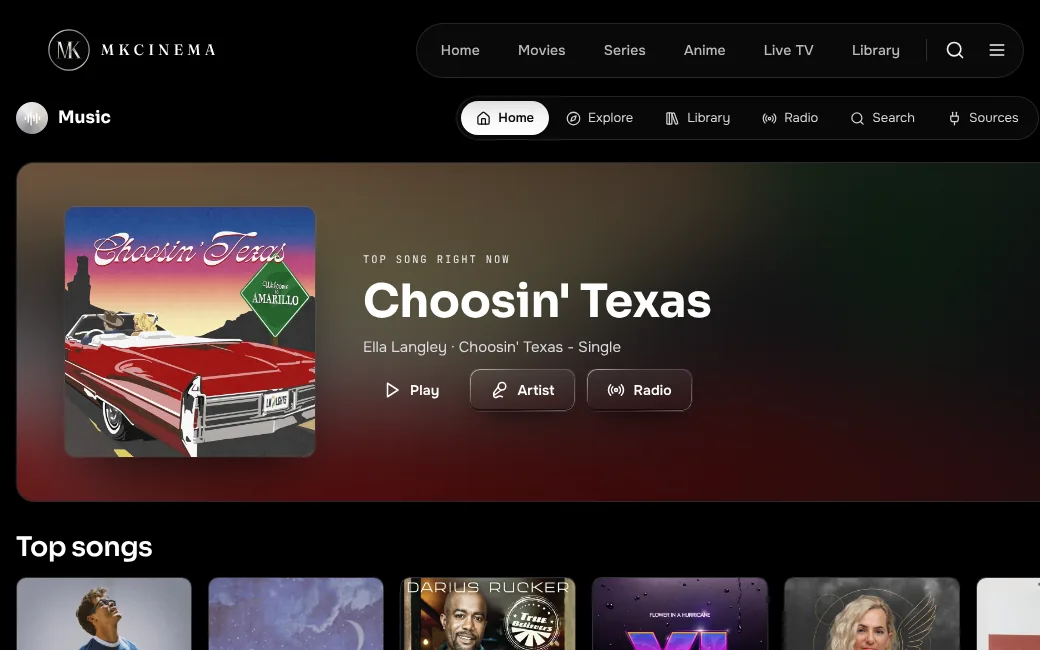 MK MKCINEMA
Home Movies Series Anime Live TV Library
Music
Home Explore Library Radio Search Sources
Choosin' Texas
Welcome
to
AMARILLO
TOP SONG RIGHT NOW
Choosin' Texas
Ella Langley · Choosin' Texas - Single
Play Artist Radio
Top songs
DARIUS RUCKER
True
Believers
FLOWER IN A HURRICANE